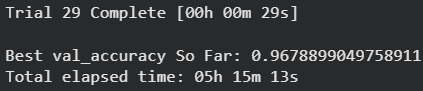 Trial 29 Complete [00h 00m 29s]
Best val_accuracy So Far: 0.9678899049758911
Total elapsed time: 05h 15m 13s